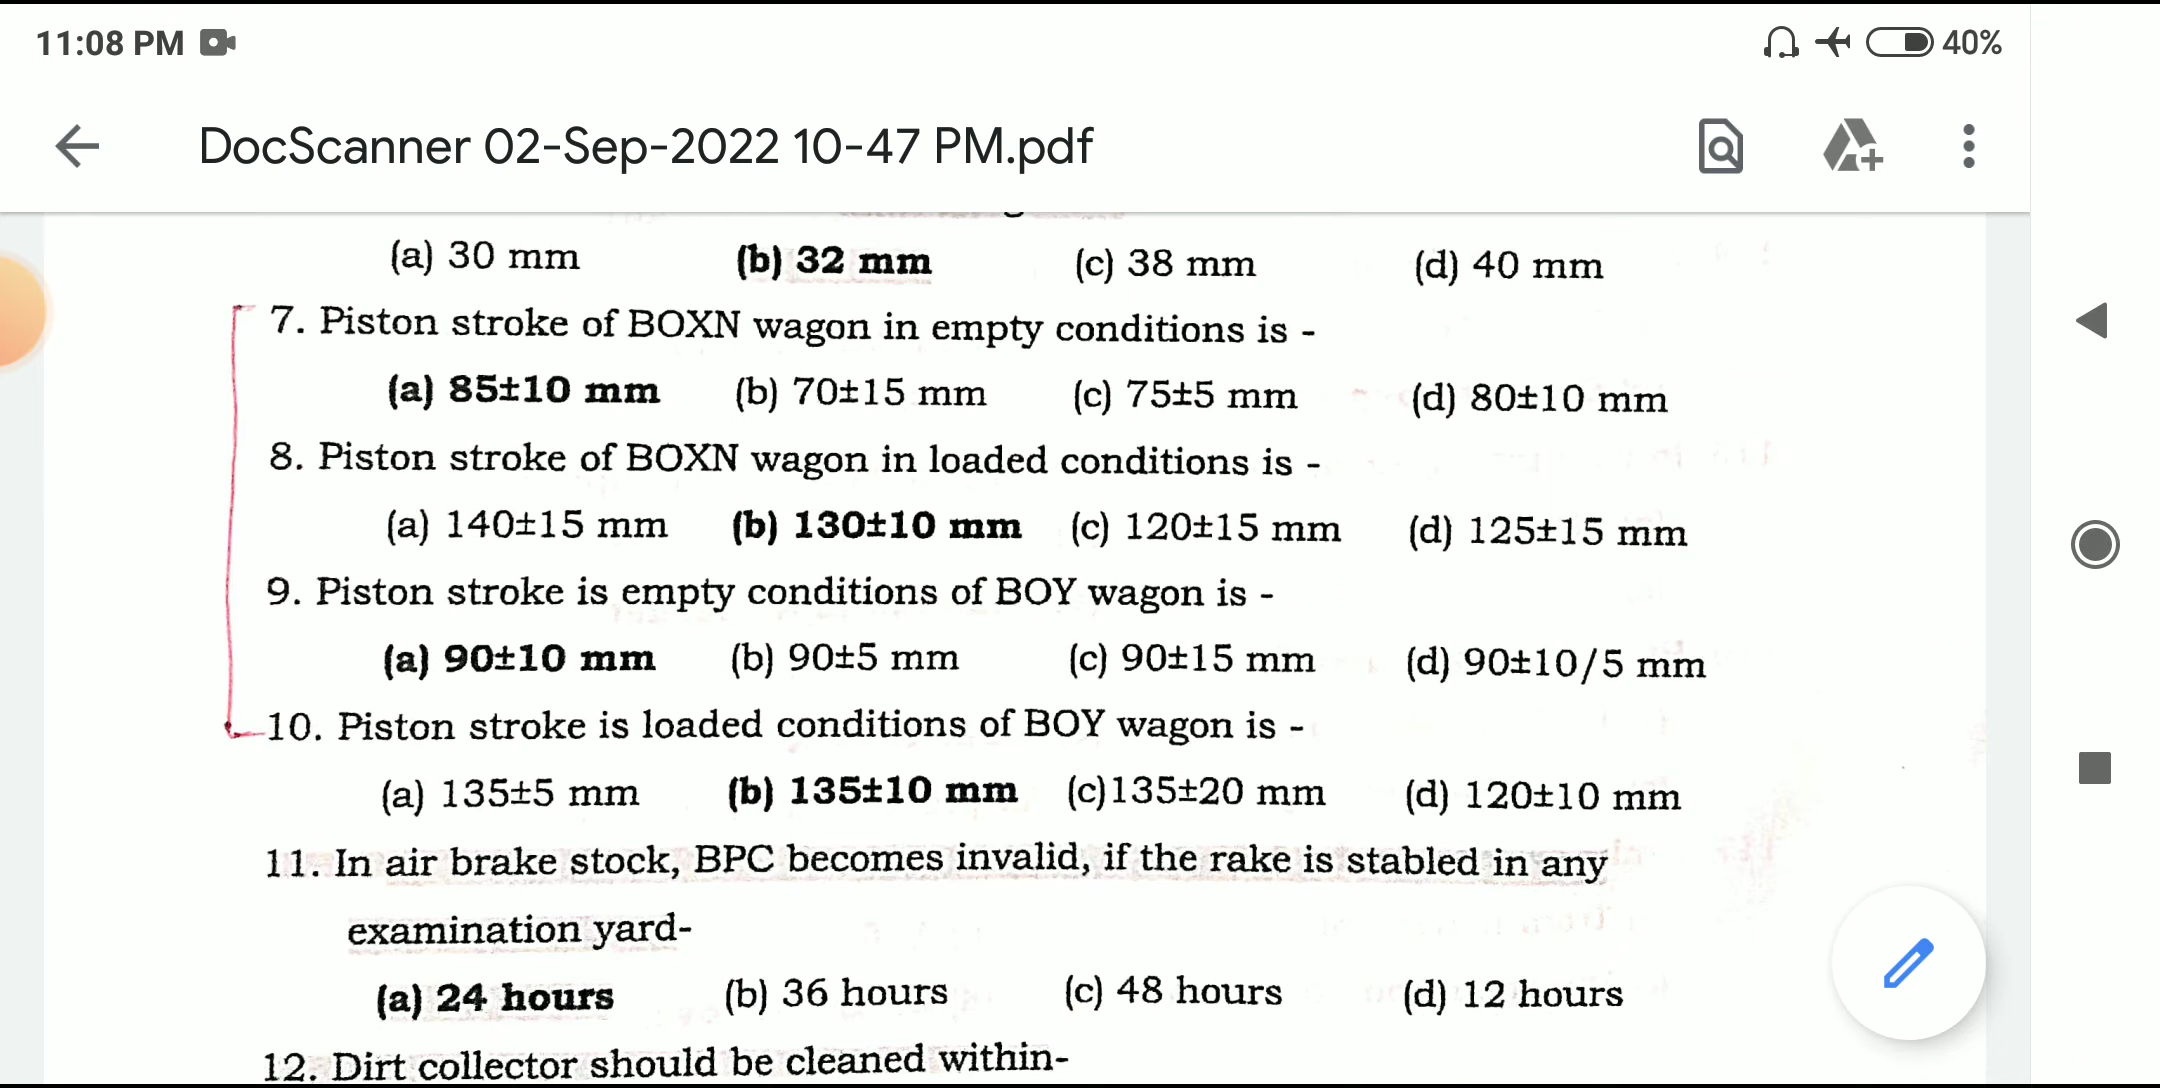 11:08 PM 40%
DocScanner 02-Sep-2022 10-47 PM.pdf
(a) 30 mm (b) 32 mm (c) 38 mm (d) 40 mm
7. Piston stroke of BOXN wagon in empty conditions is -
(a) 85±10 mm (b) 70±15 mm (c) 75±5 mm (d) 80±10 mm
8. Piston stroke of BOXN wagon in loaded conditions is -
(a) 140±15 mm (b) 130±10 mm (c) 120±15 mm (d) 125±15 mm
9. Piston stroke is empty conditions of BOY wagon is -
(a) 90±10 mm (b) 90±5 mm (c) 90±15 mm (d) 90±10/5 mm
10. Piston stroke is loaded conditions of BOY wagon is -
(a) 135±5 mm (b) 135±10 mm (c)135±20 mm (d) 120±10 mm
11. In air brake stock, BPC becomes invalid, if the rake is stabled in any
examination yard-
(a) 24 hours (b) 36 hours (c) 48 hours (d) 12 hours
12. Dirt collector should be cleaned within-